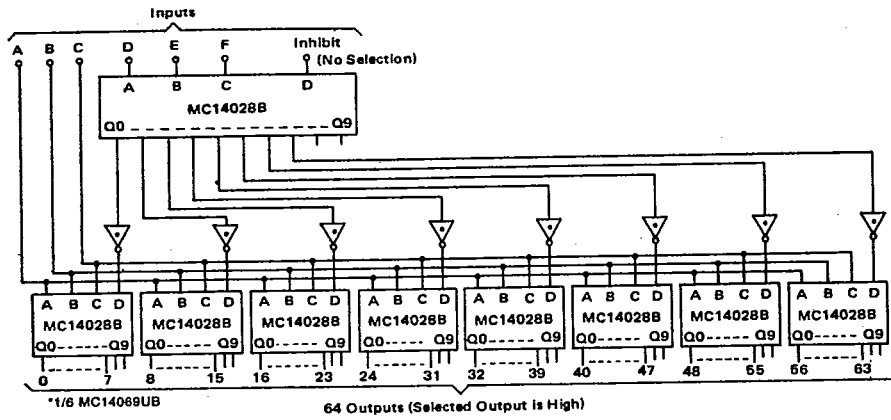 Inputs
A B C D E F Inhibit
(No Selection)
A B C D
MC14028B
Q0 Q9
A B C D A B C D A B C D A B C D A B C D A B C D A B C D A B C D
MC14028B MC14028B MC14028B MC14028B MC14028B MC14028B MC14028B MC14028B
Q0 Q9 Q0 Q9 Q0 Q9 Q0 Q9 Q0 Q9 Q0 Q9 Q0 Q9 Q0 Q9
0 7 8 15 16 23 24 31 32 39 40 47 48 55 56 63
*1/6 MC14069UB
64 Outputs (Selected Output is High)